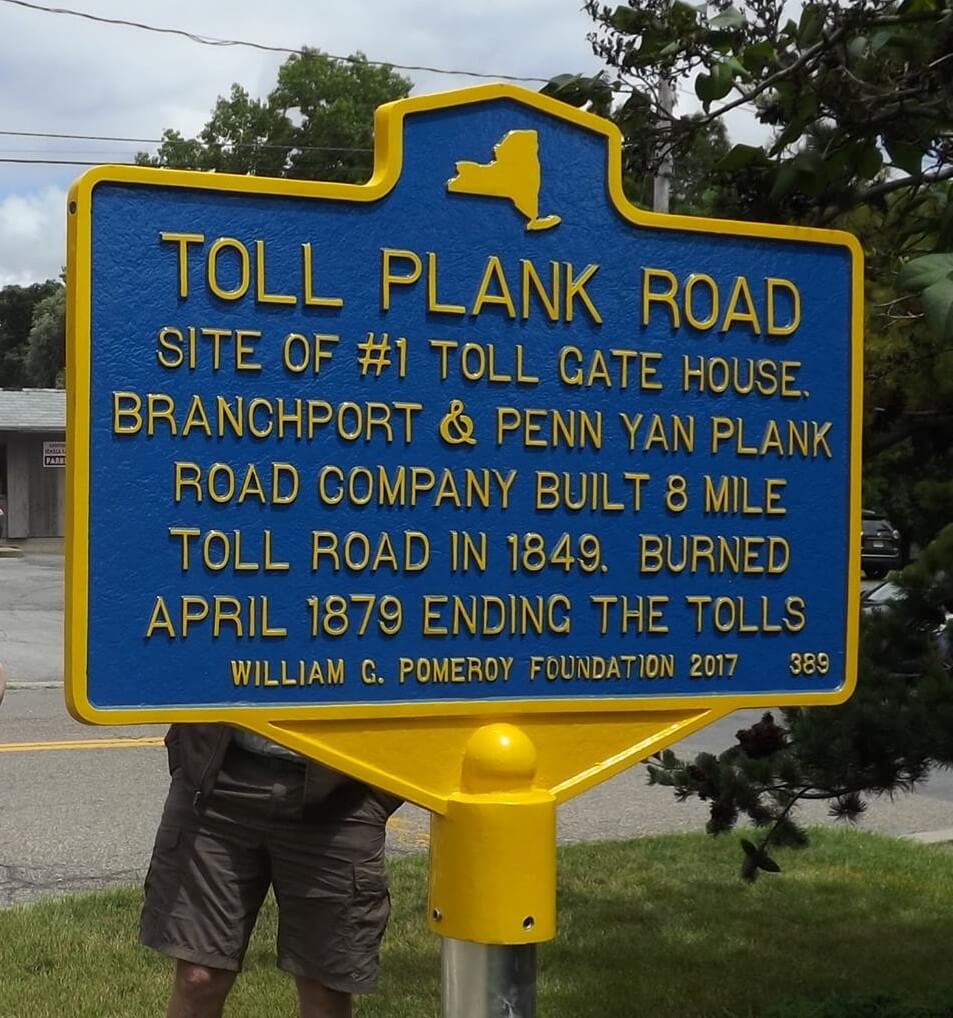 TOLL PLANK ROAD
SITE OF #1 TOLL GATE HOUSE.
BRANCHPORT & PENN YAN PLANK
ROAD COMPANY BUILT 8 MILE
TOLL ROAD IN 1849. BURNED
APRIL 1879 ENDING THE TOLLS
WILLIAM G. POMEROY FOUNDATION 2017 389